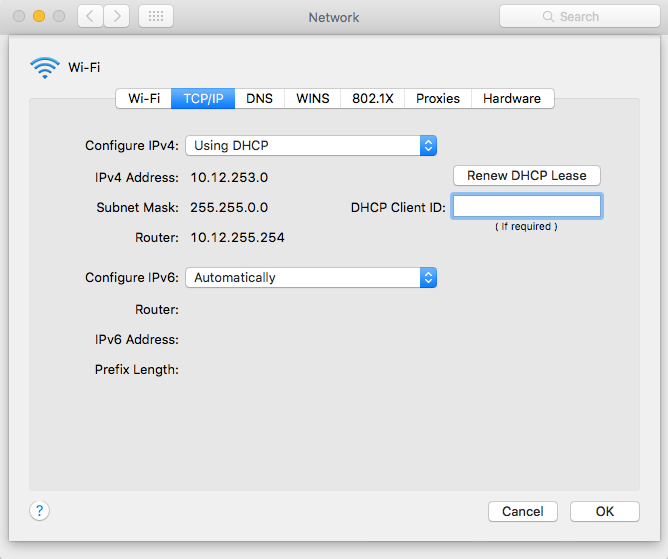 Network
Search
Wi-Fi
Wi-Fi TCP/IP DNS WINS 802.1X Proxies Hardware
Configure IPv4: Using DHCP
IPv4 Address: 10.12.253.0 Renew DHCP Lease
Subnet Mask: 255.255.0.0 DHCP Client ID:
( If required )
Router: 10.12.255.254
Configure IPv6: Automatically
Router:
IPv6 Address:
Prefix Length:
? Cancel OK